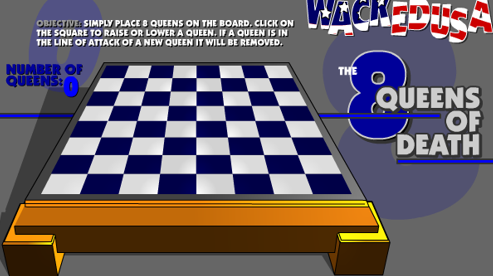 WACKEDUSA
OBJECTIVE: SIMPLY PLACE 8 QUEENS ON THE BOARD. CLICK ON
THE SQUARE TO RAISE OR LOWER A QUEEN. IF A QUEEN IS IN
THE LINE OF ATTACK OF A NEW QUEEN IT WILL BE REMOVED.
NUMBER OF
QUEENS: 0
THE 8
QUEENS
OF
DEATH